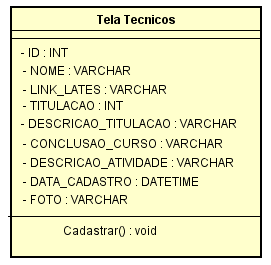 Tela Tecnicos
- ID : INT
- NOME : VARCHAR
- LINK_LATES : VARCHAR
- TITULACAO : INT
- DESCRICAO_TITULACAO : VARCHAR
- CONCLUSAO_CURSO : VARCHAR
- DESCRICAO_ATIVIDADE : VARCHAR
- DATA_CADASTRO : DATETIME
- FOTO : VARCHAR
Cadastrar() : void